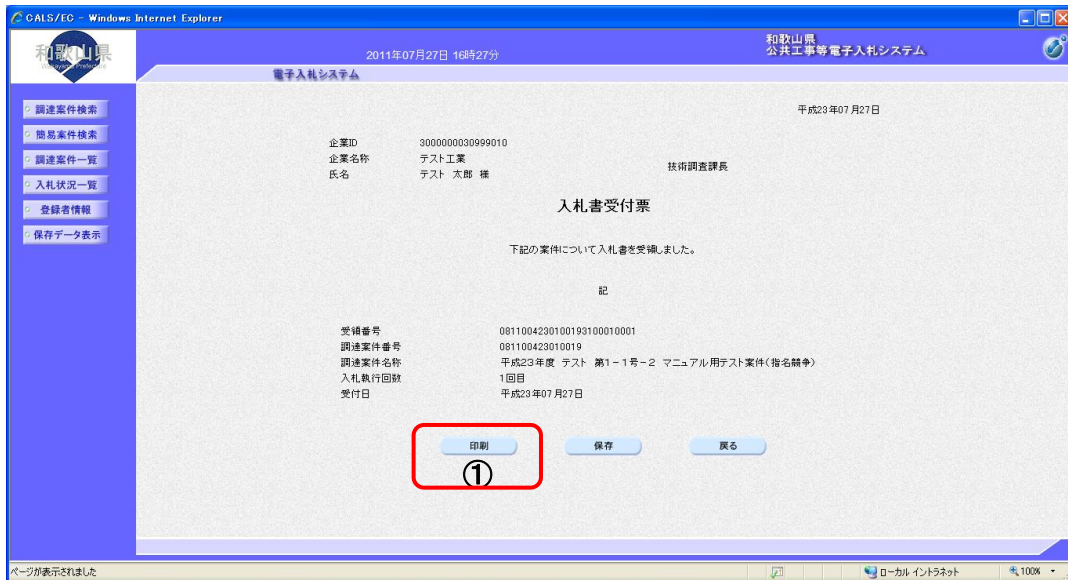 CALS/EC - Windows Internet Explorer
和歌山県
Wakayama Prefecture
2011年07月27日 16時27分
和歌山県
公共工事等電子入札システム
電子入札システム
調達案件検索
簡易案件検索
調達案件一覧
入札状況一覧
登録者情報
保存データ表示
平成23年07月27日
企業ID 3000000030999010
企業名称 テスト工業
氏名 テスト 太郎 様
技術調査課長
入札書受付票
下記の案件について入札書を受領しました。
記
受領番号 0811004230100193100010001
調達案件番号 081100423010019
調達案件名称 平成23年度 テスト 第1-1号-2 マニュアル用テスト案件(指名競争)
入札執行回数 1回目
受付日 平成23年07月27日
印刷 保存 戻る
①
ページが表示されました ローカル イントラネット 100%